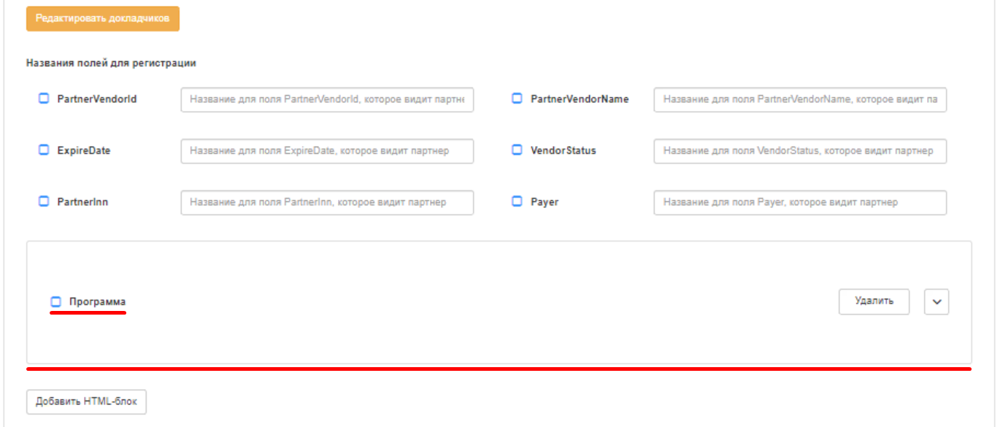 Редактировать докладчиков
Названия полей для регистрации
PartnerVendorId Название для поля PartnerVendorId, которое видит партне PartnerVendorName Название для поля PartnerVendorName, которое видит па
ExpireDate Название для поля ExpireDate, которое видит партнер VendorStatus Название для поля VendorStatus, которое видит партнер
PartnerInn Название для поля PartnerInn, которое видит партнер Payer Название для поля Payer, которое видит партнер
Программа Удалить
Добавить HTML-блок